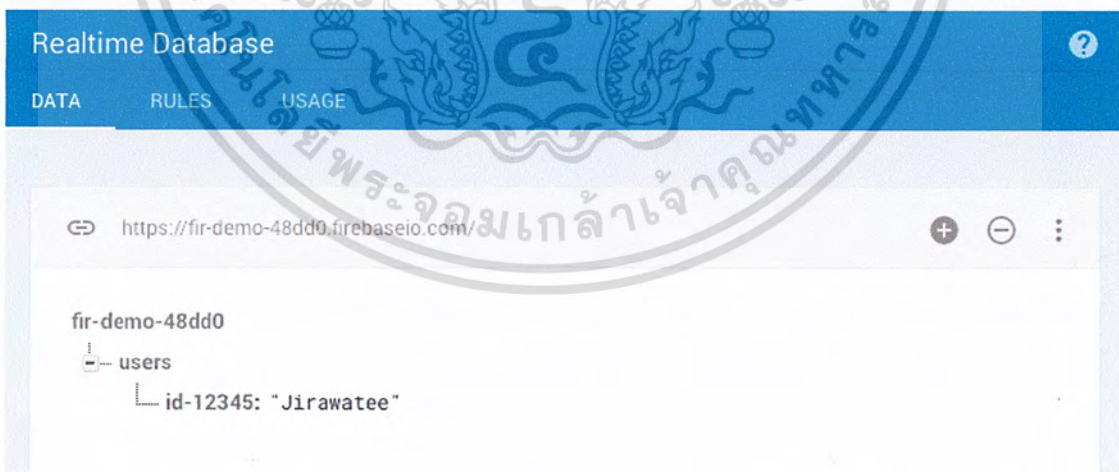 Realtime Database
DATA RULES USAGE
https://fir-demo-48dd0.firebaseio.com/
fir-demo-48dd0
users
id-12345: "Jirawatee"
พระจอมเกล้าเจ้าคุณทหาร